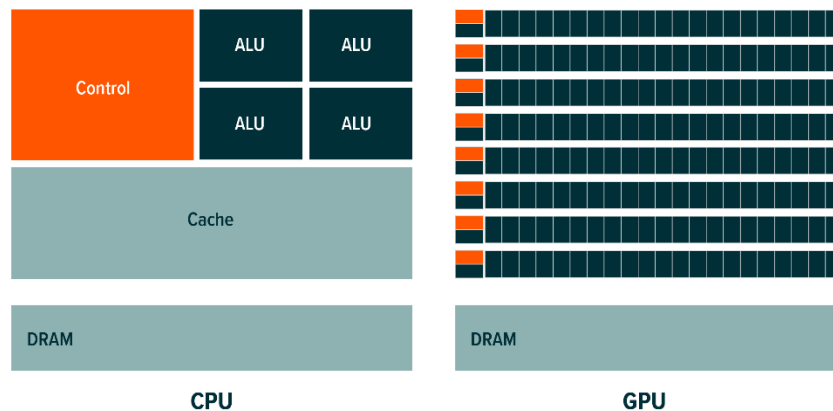 Control
ALU
ALU
ALU
ALU
Cache
DRAM
DRAM
CPU
GPU